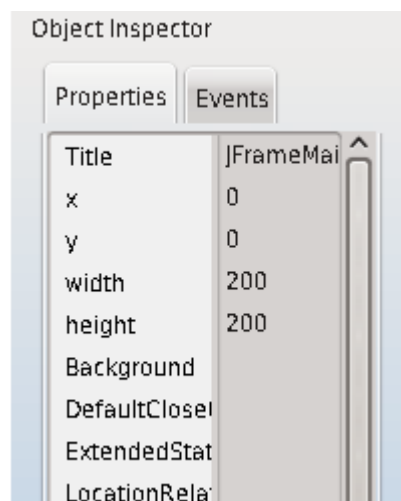 Object Inspector
Properties Events
Title JFrameMai
x 0
y 0
width 200
height 200
Background
DefaultClose
ExtendedStat
LocationRela